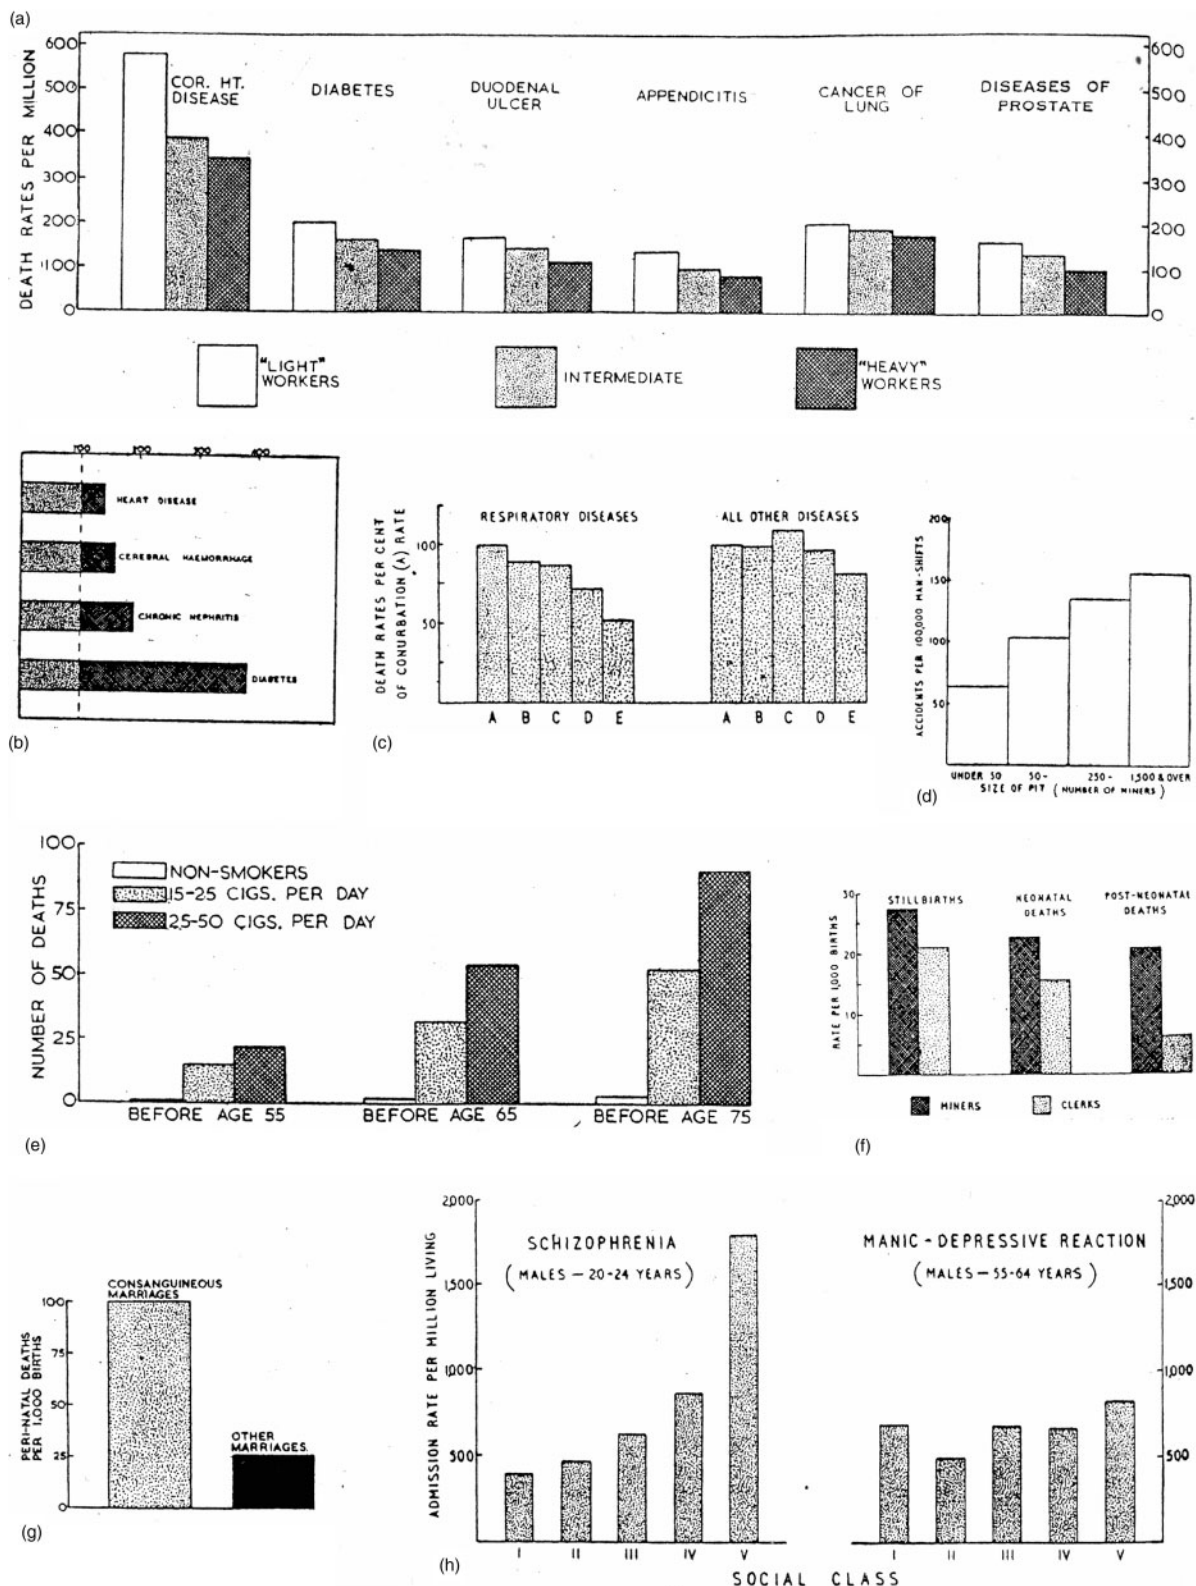 (a)
DEATH RATES PER MILLION
600
500
400
300
200
100
0
COR. HT.
DISEASE
DIABETES
DUODENAL
ULCER
APPENDICITIS
CANCER OF
LUNG
DISEASES OF
PROSTATE
600
500
400
300
200
100
0
"LIGHT"
WORKERS
INTERMEDIATE
"HEAVY"
WORKERS
100
200
300
400
HEART DISEASE
CEREBRAL HAEMORRHAGE
CHRONIC NEPHRITIS
DIABETES
(b)
DEATH RATES PER CENT
OF CONURBATION (A) RATE
100
50
RESPIRATORY DISEASES
ALL OTHER DISEASES
A B C D E
A B C D E
(c)
ACCIDENTS PER 100,000 MAN-SHIFTS
200
150
100
50
UNDER 50 50- 250- 1,500 & OVER
SIZE OF PIT (NUMBER OF MINERS)
(d)
NUMBER OF DEATHS
100
75
50
25
0
NON-SMOKERS
15-25 CIGS. PER DAY
25-50 CIGS. PER DAY
BEFORE AGE 55
BEFORE AGE 65
BEFORE AGE 75
(e)
RATE PER 1,000 BIRTHS
30
20
10
STILLBIRTHS
NEONATAL
DEATHS
POST-NEONATAL
DEATHS
MINERS
CLERKS
(f)
PERI-NATAL DEATHS
PER 1,000 BIRTHS
100
75
50
25
0
CONSANGUINEOUS
MARRIAGES
OTHER
MARRIAGES
(g)
ADMISSION RATE PER MILLION LIVING
2,000
1,500
1,000
500
SCHIZOPHRENIA
(MALES — 20-24 YEARS)
MANIC-DEPRESSIVE REACTION
(MALES — 55-64 YEARS)
2,000
1,500
1,000
500
I II III IV V
I II III IV V
(h)
SOCIAL CLASS